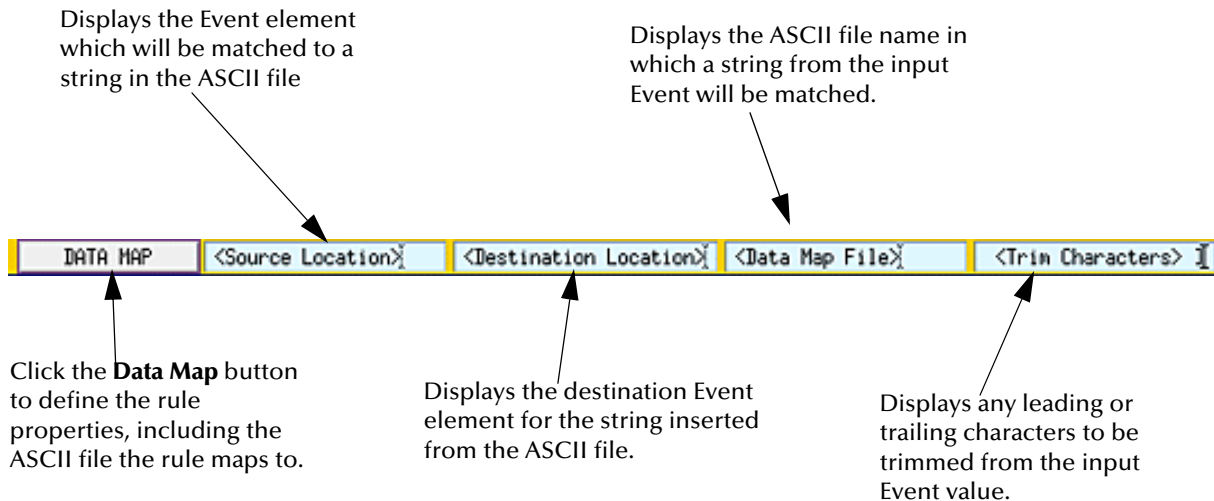 Displays the Event element
which will be matched to a
string in the ASCII file
Displays the ASCII file name in
which a string from the input
Event will be matched.
DATA MAP
<Source Location>
<Destination Location>
<Data Map File>
<Trim Characters>
Click the Data Map button
to define the rule
properties, including the
ASCII file the rule maps to.
Displays the destination Event
element for the string inserted
from the ASCII file.
Displays any leading or
trailing characters to be
trimmed from the input
Event value.